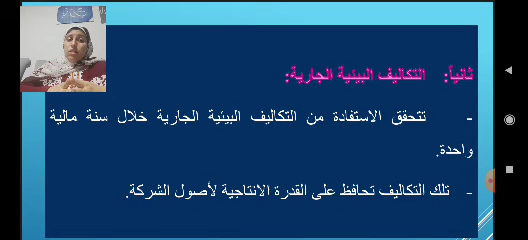 ثانياً: التكاليف البيئية الجارية:
- تتحقق الاستفادة من التكاليف البيئية الجارية خلال سنة مالية
واحدة.
- تلك التكاليف تحافظ على القدرة الانتاجية لأصول الشركة.